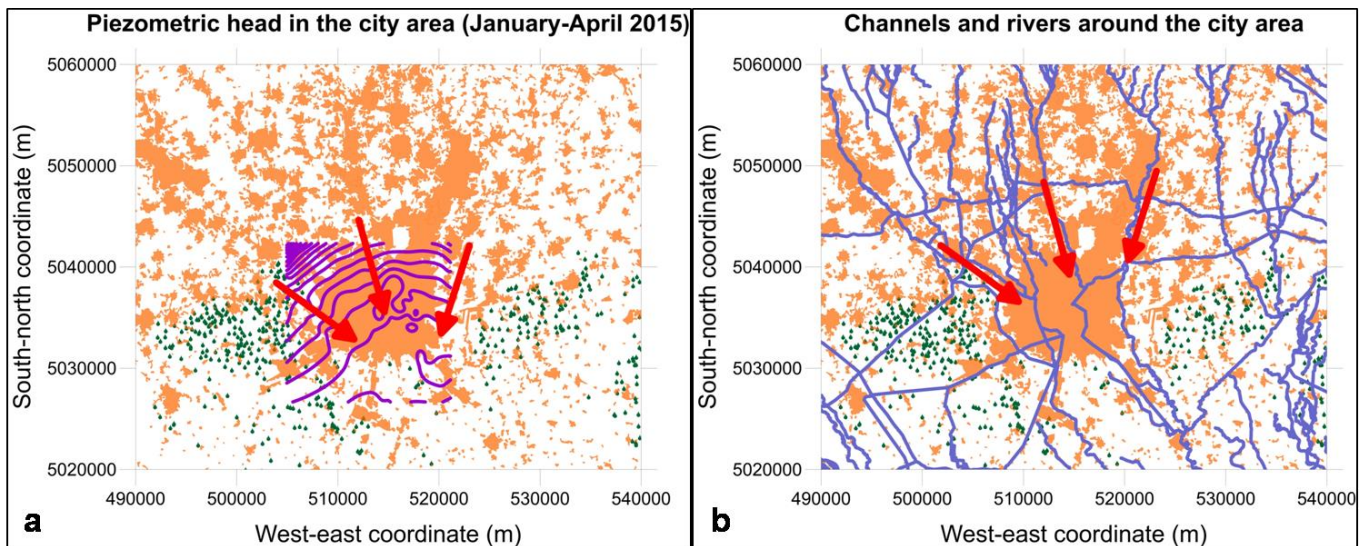 Piezometric head in the city area (January-April 2015)
5060000
5050000
5040000
5030000
5020000
490000 500000 510000 520000 530000 540000
South-north coordinate (m)
West-east coordinate (m)
a
Channels and rivers around the city area
5060000
5050000
5040000
5030000
5020000
490000 500000 510000 520000 530000 540000
South-north coordinate (m)
West-east coordinate (m)
b